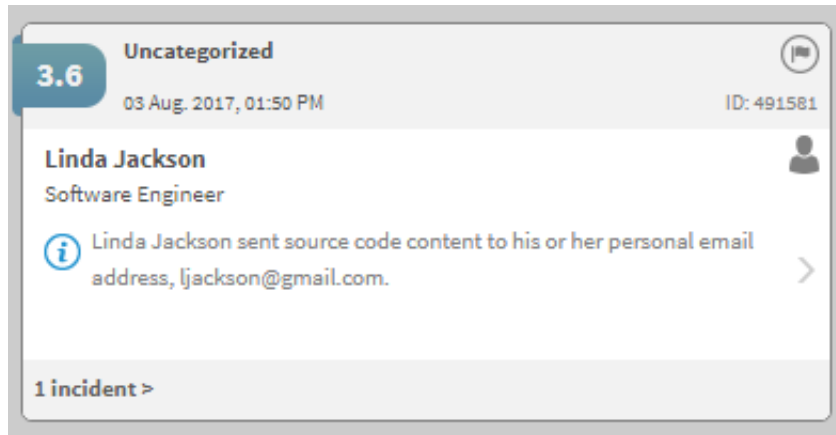 3.6
Uncategorized
03 Aug. 2017, 01:50 PM
ID: 491581
Linda Jackson
Software Engineer
i
Linda Jackson sent source code content to his or her personal email
address, ljackson@gmail.com.
1 incident >